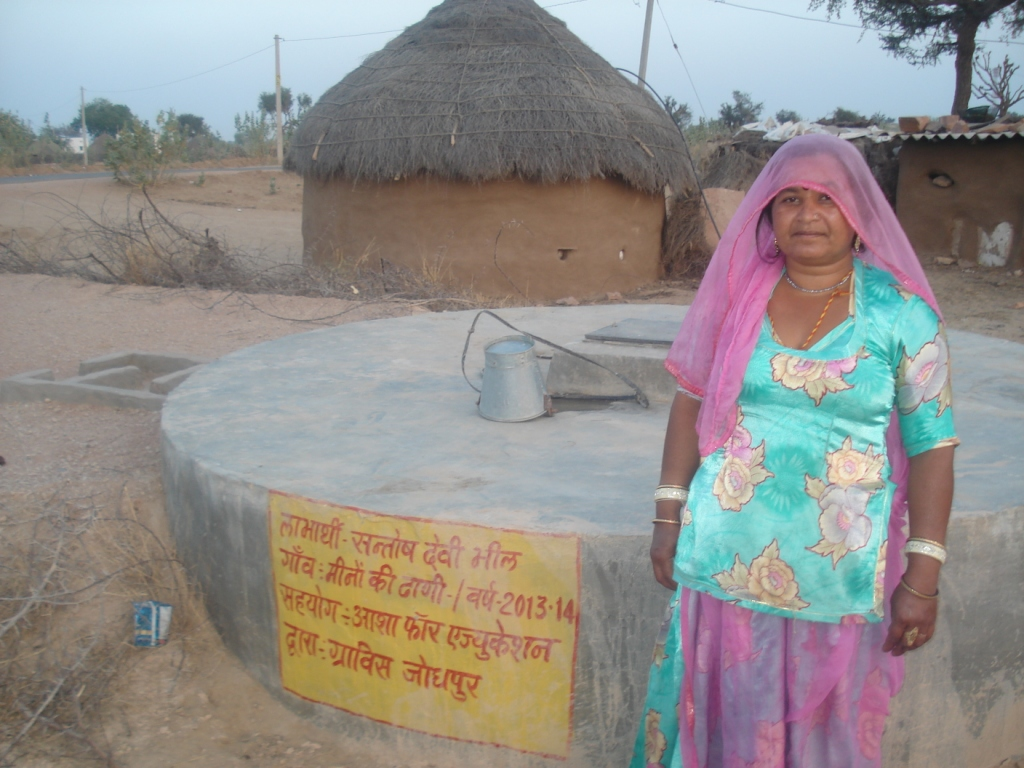 लाभार्थी - सन्तोष देवी भील
गाँव : मीनों की ढाणी - / वर्ष - 2013-14
सहयोग :- आशा फॉर एज्युकेशन
द्वारा :- ग्राविस जोधपुर